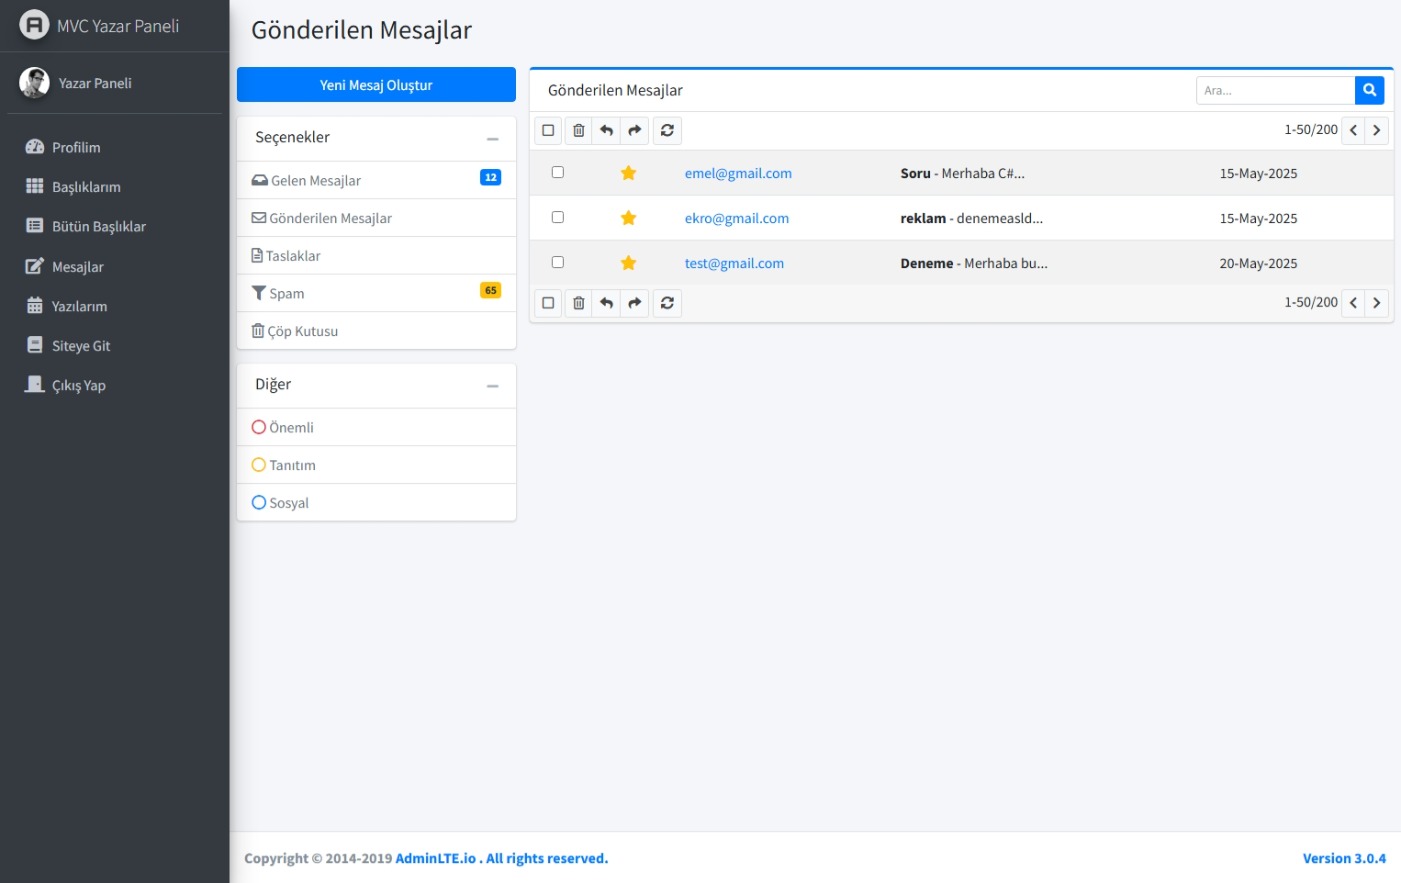 MVC Yazar Paneli
Yazar Paneli
Profilim
Başlıklarım
Bütün Başlıklar
Mesajlar
Yazılarım
Siteye Git
Çıkış Yap
Gönderilen Mesajlar
Yeni Mesaj Oluştur
Seçenekler
Gelen Mesajlar 12
Gönderilen Mesajlar
Taslaklar
Spam 65
Çöp Kutusu
Diğer
Önemli
Tanıtım
Sosyal
Gönderilen Mesajlar
Ara...
1-50/200
emel@gmail.com Soru - Merhaba C#... 15-May-2025
ekro@gmail.com reklam - denemeasld... 15-May-2025
test@gmail.com Deneme - Merhaba bu... 20-May-2025
1-50/200
Copyright © 2014-2019 AdminLTE.io . All rights reserved. Version 3.0.4